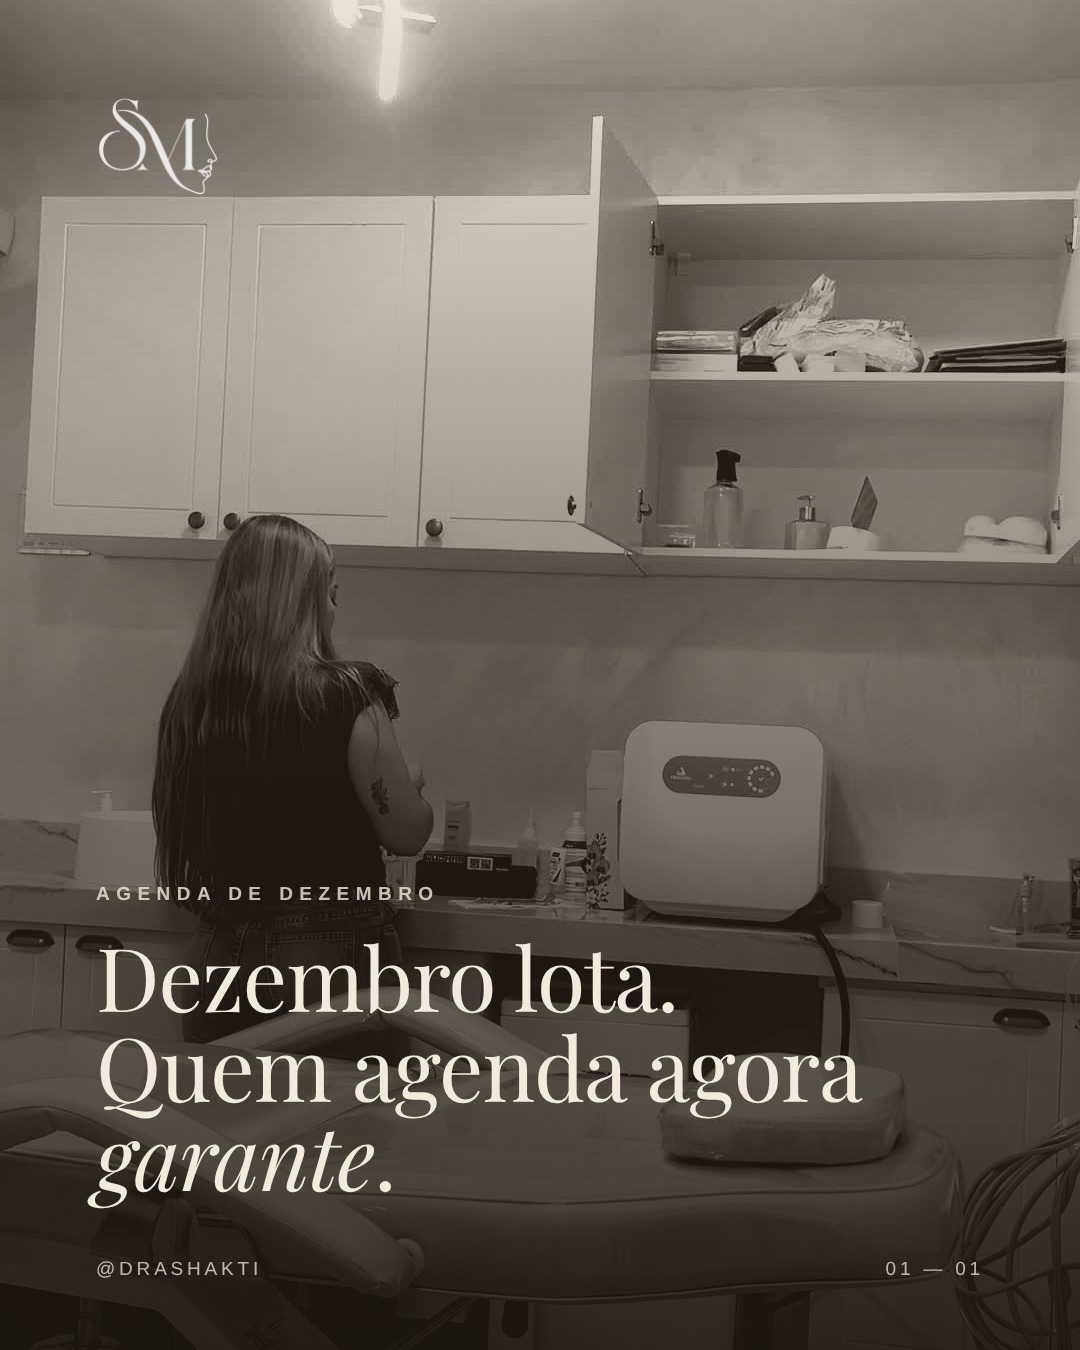 SM
AGENDA DE DEZEMBRO
Dezembro lota.
Quem agenda agora
garante.
@DRASHAKTI
01 — 01